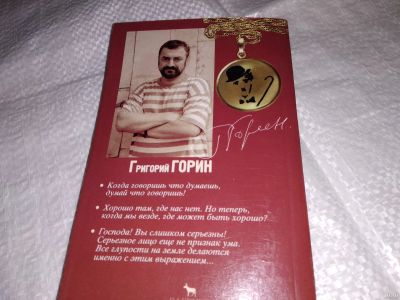 Горин.
ГРИГОРИЙ ГОРИН
• Когда говоришь что думаешь,
думай что говоришь!
• Хорошо там, где нас нет. Но теперь,
когда мы везде, где может быть хорошо?
• Господа! Вы слишком серьезны!
Серьезное лицо еще не признак ума.
Все глупости на земле делаются
именно с этим выражением...